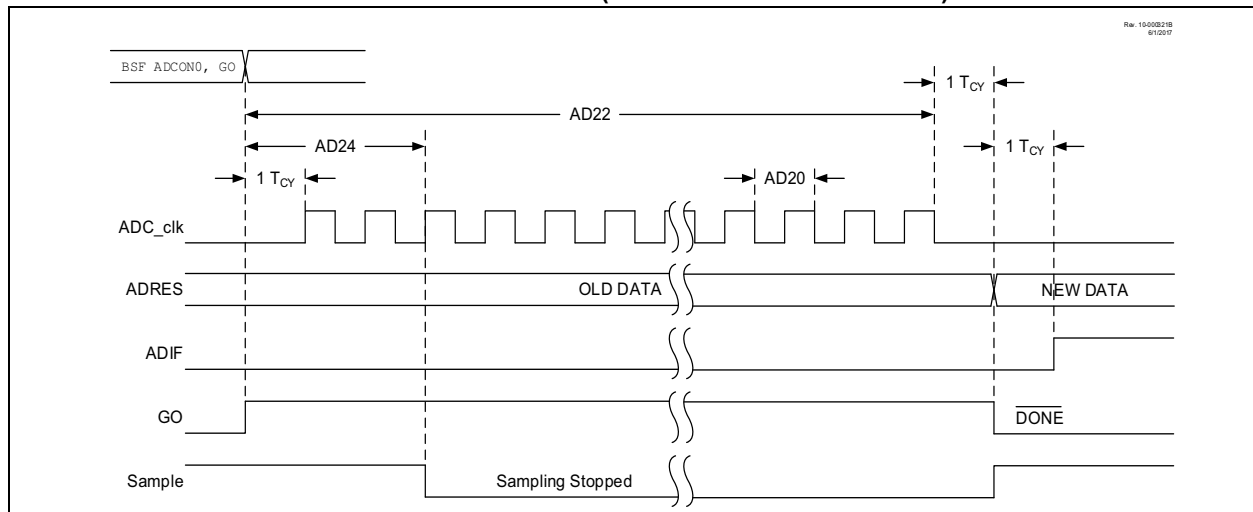 Rev. 10-000321B
6/1/2017
BSF ADCON0, GO
1 TCY
AD22
AD24
1 TCY
1 TCY
AD20
ADC_clk
ADRES
OLD DATA
NEW DATA
ADIF
GO
DONE
Sample
Sampling Stopped